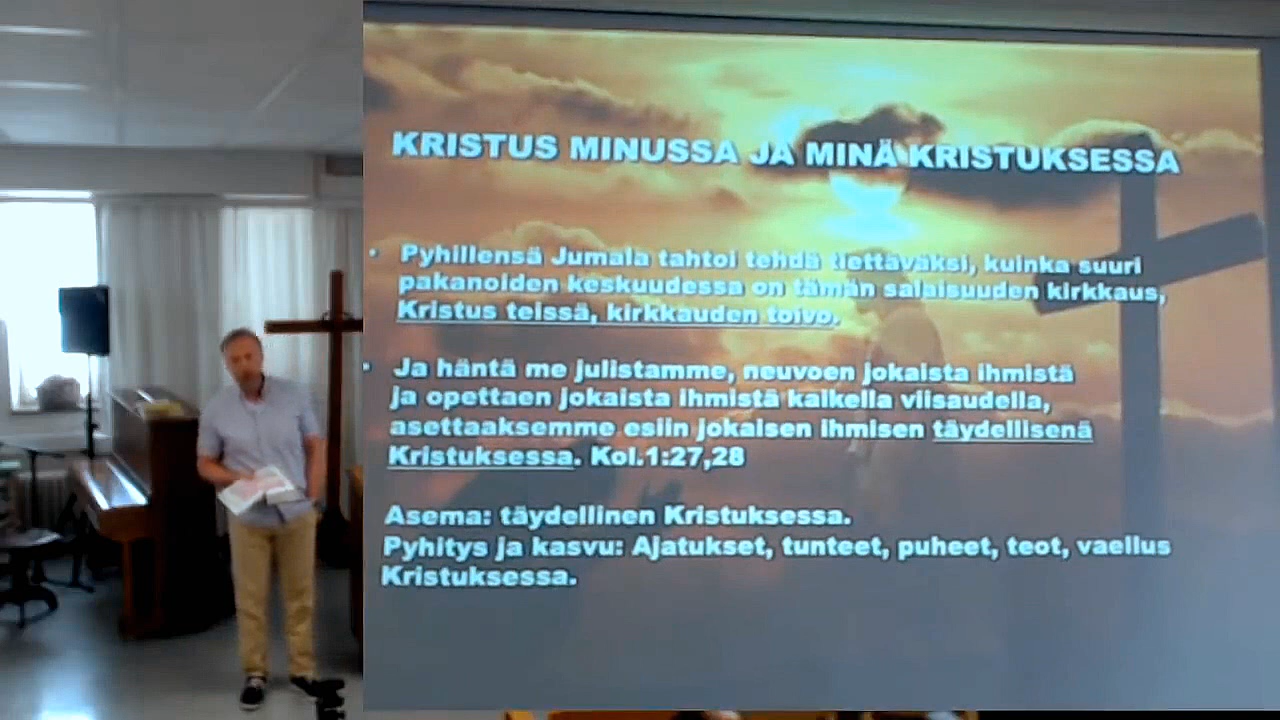 KRISTUS MINUSSA JA MINÄ KRISTUKSESSA
• Pyhillensä Jumala tahtoi tehdä tiettäväksi, kuinka suuri
pakanoiden keskuudessa on tämän salaisuuden kirkkaus,
Kristus teissä, kirkkauden toivo.
• Ja häntä me julistamme, neuvoen jokaista ihmistä
ja opettaen jokaista ihmistä kaikella viisaudella,
asettaaksemme esiin jokaisen ihmisen täydellisenä
Kristuksessa. Kol.1:27,28
Asema: täydellinen Kristuksessa.
Pyhitys ja kasvu: Ajatukset, tunteet, puheet, teot, vaellus
Kristuksessa.